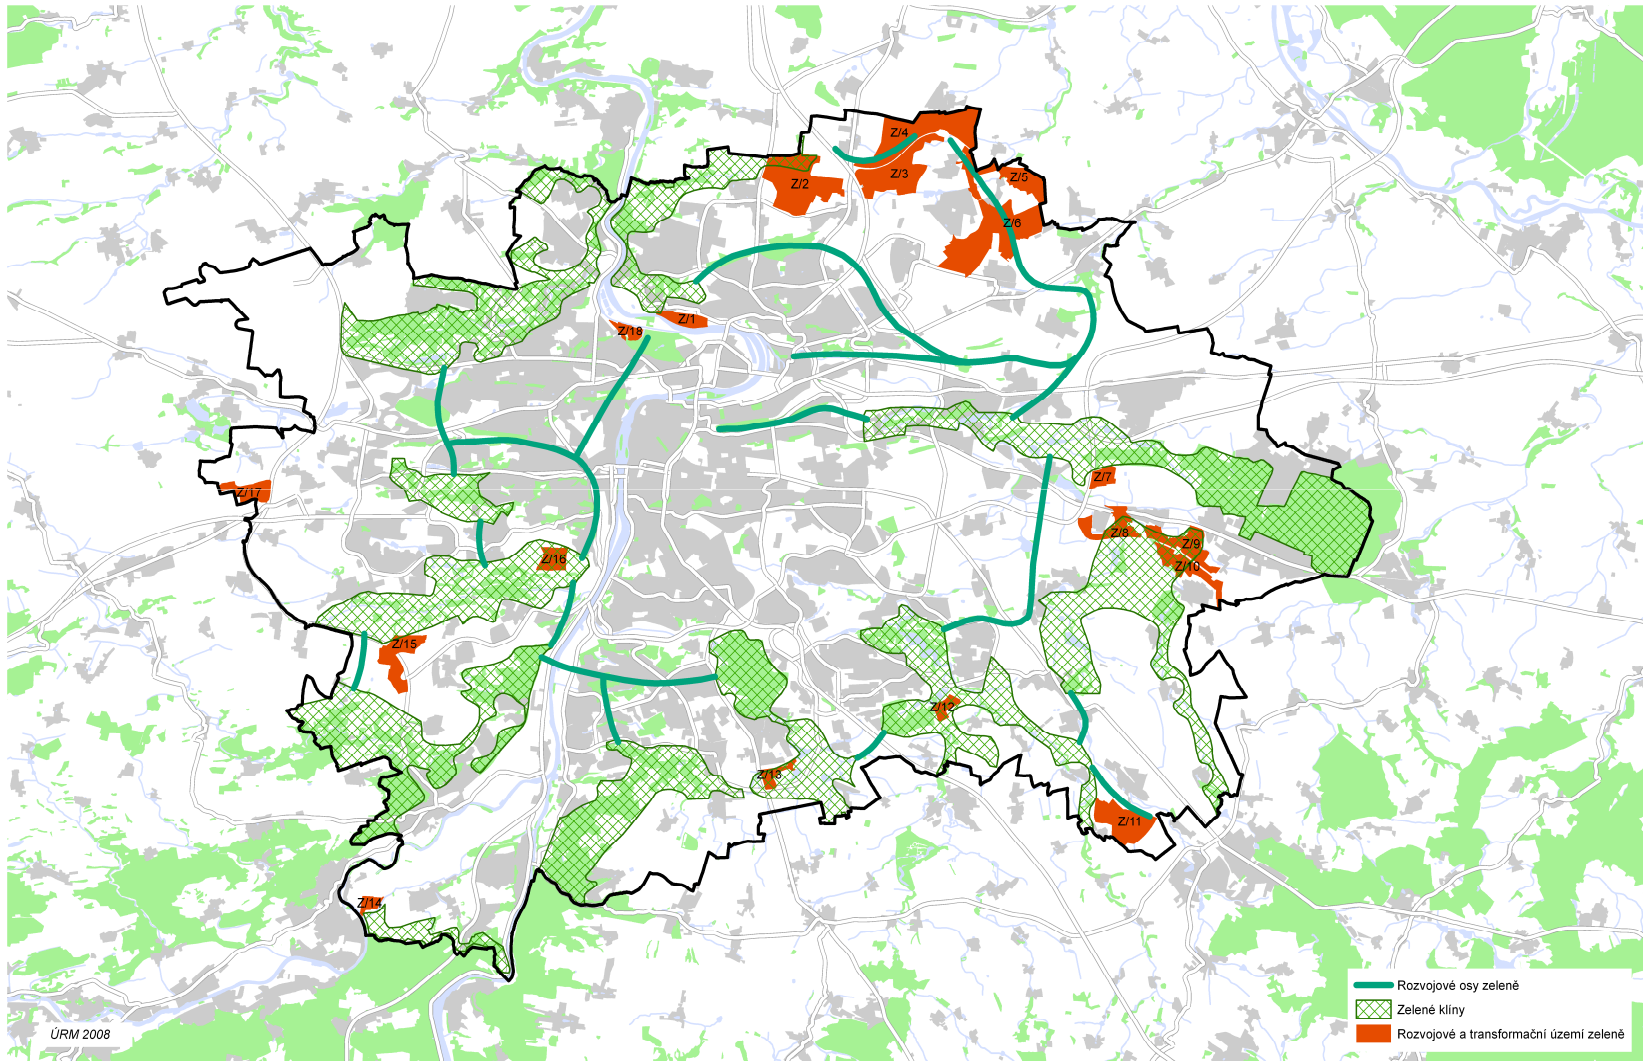 Z/4
Z/3
Z/2
Z/5
Z/6
Z/1
Z/18
Z/7
Z/17
Z/8
Z/9
Z/16
Z/10
Z/15
Z/12
Z/13
Z/11
Z/14
Rozvojové osy zeleně
Zelené klíny
Rozvojové a transformační území zeleně
ÚRM 2008